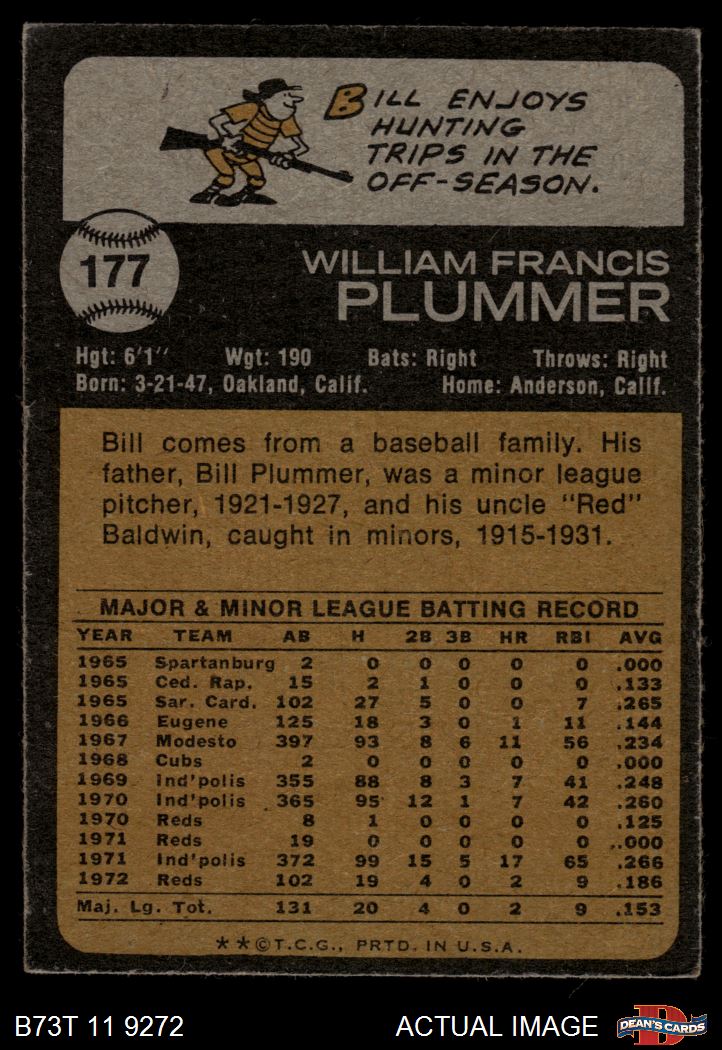 BILL ENJOYS
HUNTING
TRIPS IN THE
OFF-SEASON.
177
WILLIAM FRANCIS
PLUMMER
Hgt: 6'1" Wgt: 190 Bats: Right Throws: Right
Born: 3-21-47, Oakland, Calif. Home: Anderson, Calif.
Bill comes from a baseball family. His
father, Bill Plummer, was a minor league
pitcher, 1921-1927, and his uncle "Red"
Baldwin, caught in minors, 1915-1931.
MAJOR & MINOR LEAGUE BATTING RECORD
YEAR TEAM AB H 2B 3B HR RBI AVG
1965 Spartanburg 2 0 0 0 0 0 .000
1965 Ced. Rap. 15 2 1 0 0 0 .133
1965 Sar. Card. 102 27 5 0 0 7 .265
1966 Eugene 125 18 3 0 1 11 .144
1967 Modesto 397 93 8 6 11 56 .234
1968 Cubs 2 0 0 0 0 0 .000
1969 Ind'polis 355 88 8 3 7 41 .248
1970 Ind'polis 365 95 12 1 7 42 .260
1970 Reds 8 1 0 0 0 0 .125
1971 Reds 19 0 0 0 0 0 .000
1971 Ind'polis 372 99 15 5 17 65 .266
1972 Reds 102 19 4 0 2 9 .186
Maj. Lg. Tot. 131 20 4 0 2 9 .153
**©T.C.G., PRTD. IN U.S.A.
B73T 11 9272 ACTUAL IMAGE
D
DEAN'S CARDS